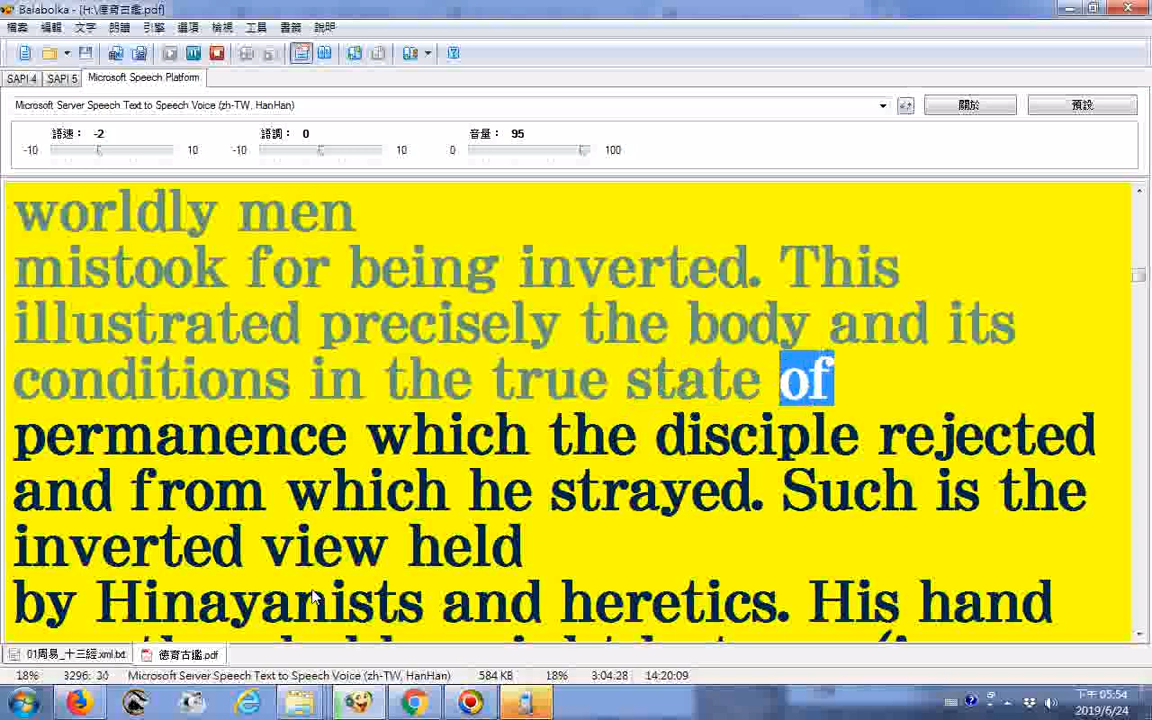 Balabolka - [H:\德育古鑑.pdf]
檔案 編輯 文字 朗讀 引擎 選項 檢視 工具 書籤 說明
SAPI 4 SAPI 5 Microsoft Speech Platform
Microsoft Server Speech Text to Speech Voice (zh-TW, HanHan) 關於 預設
語速： -2 語調： 0 音量： 95
-10 10 -10 10 0 100
worldly men
mistook for being inverted. This
illustrated precisely the body and its
conditions in the true state of
permanence which the disciple rejected
and from which he strayed. Such is the
inverted view held
by Hinayanists and heretics. His hand
01周易_十三經.xml.txt 德育古鑑.pdf
18% 3296: 30 Microsoft Server Speech Text to Speech Voice (zh-TW, HanHan) 584 KB 18% 3:04.28 14:20:09
下午 05:54
2019/6/24